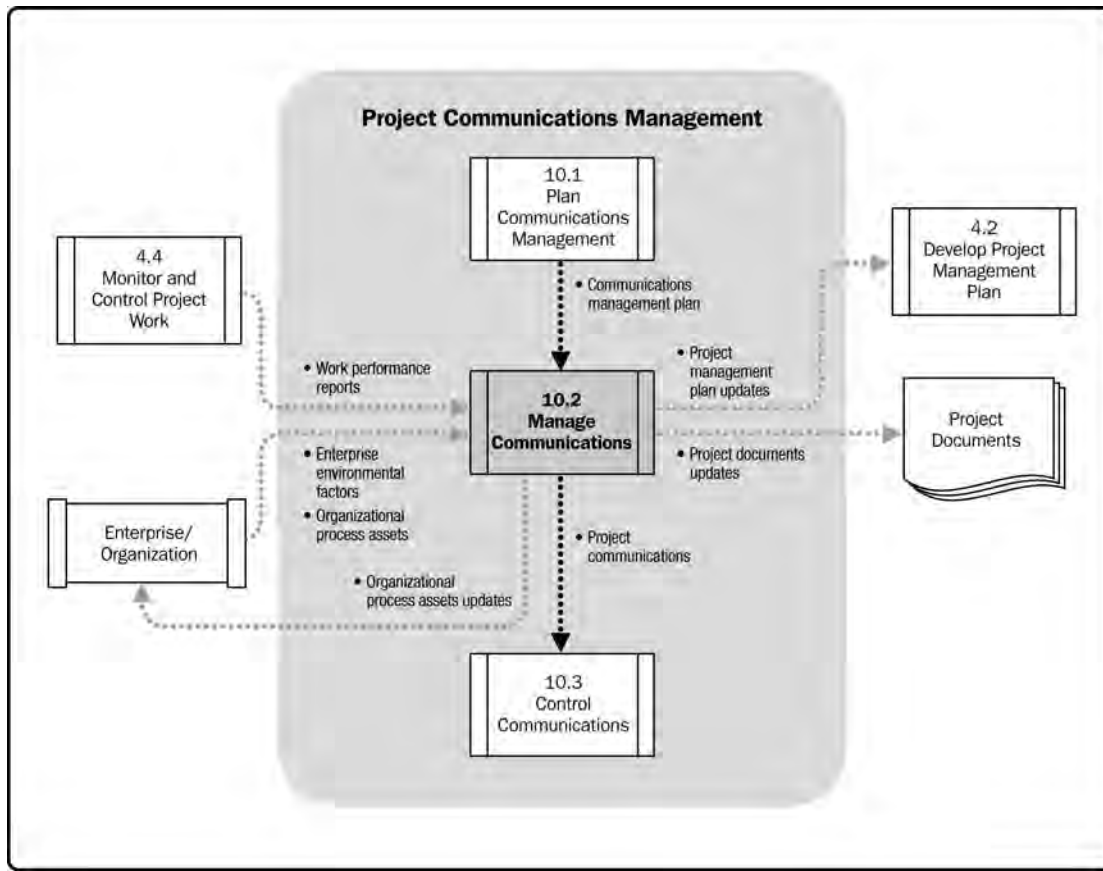 Project Communications Management
10.1
Plan
Communications
Management
4.2
Develop Project
Management
Plan
4.4
Monitor and
Control Project
Work
• Communications
management plan
• Work performance
reports
10.2
Manage
Communications
• Project
management
plan updates
Project
Documents
• Enterprise
environmental
factors
• Organizational
process assets
• Project documents
updates
Enterprise/
Organization
• Project
communications
• Organizational
process assets updates
10.3
Control
Communications